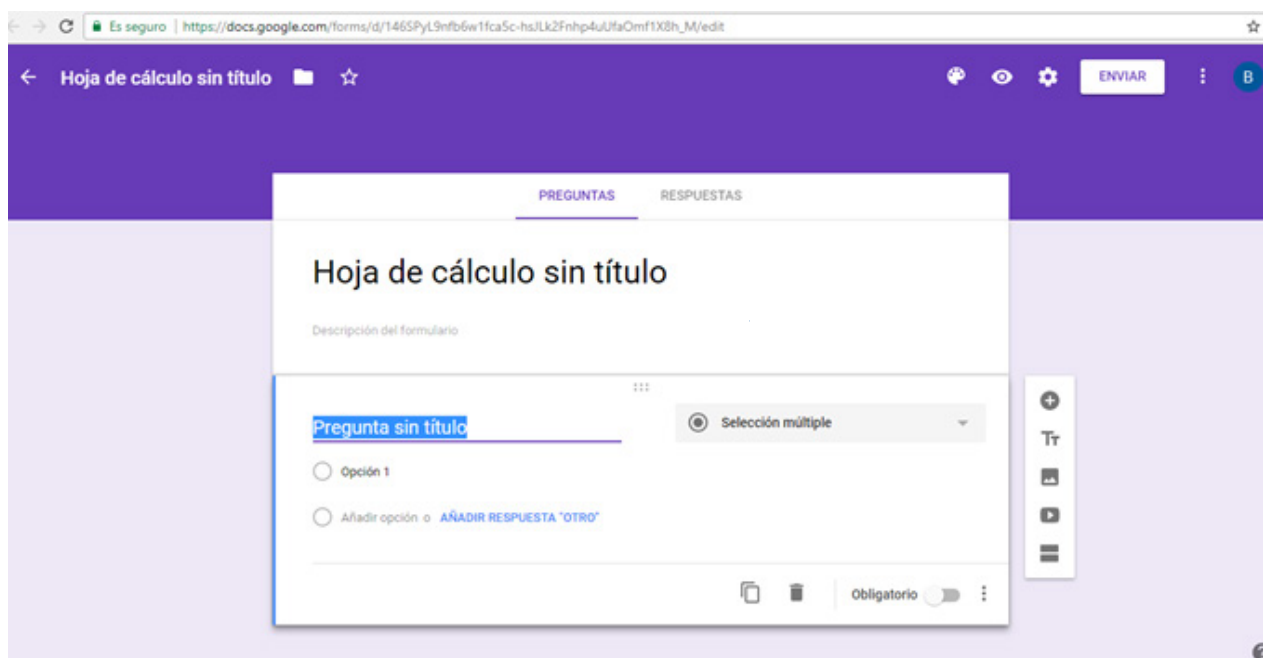 Es seguro | https://docs.google.com/forms/d/146SPyL9nfb6w1fca5c-hsJLk2Fnhp4uUfaOmf1X8h_M/edit
Hoja de cálculo sin título
ENVIAR
B
PREGUNTAS RESPUESTAS
Hoja de cálculo sin título
Descripción del formulario
Pregunta sin título
Selección múltiple
Opción 1
Añadir opción o AÑADIR RESPUESTA "OTRO"
Obligatorio